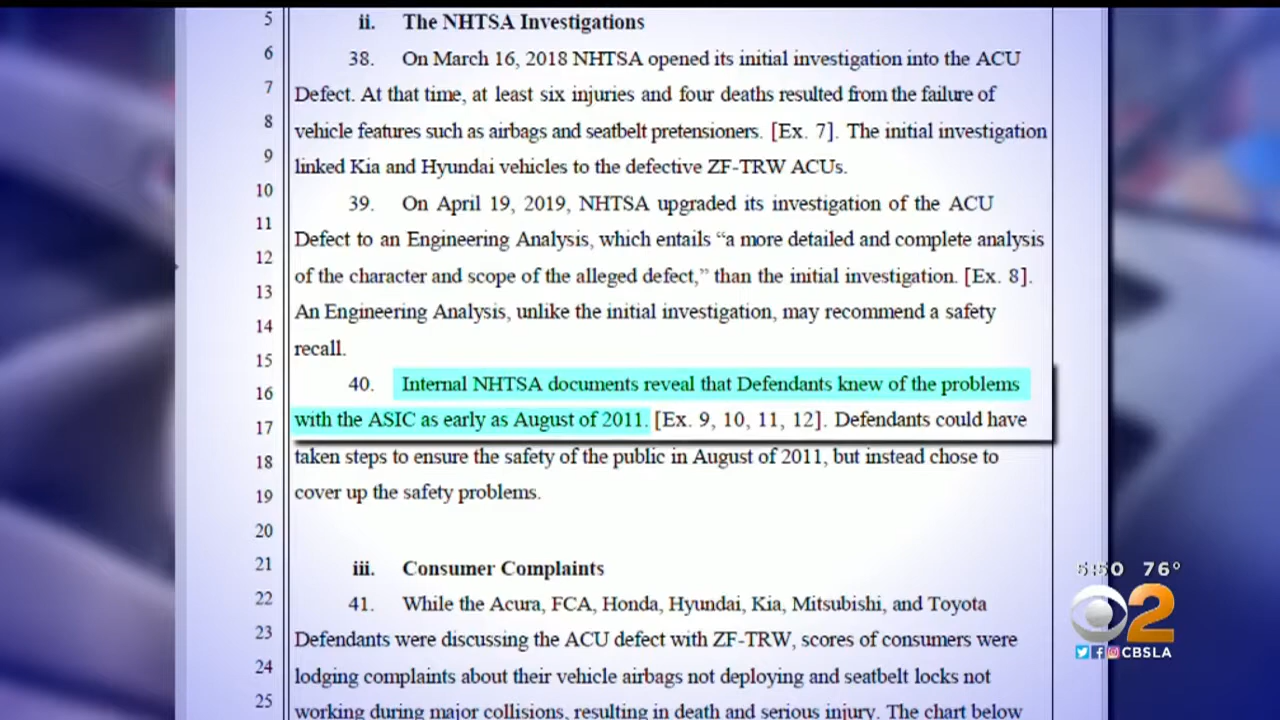 5 ii. The NHTSA Investigations
6 38. On March 16, 2018 NHTSA opened its initial investigation into the ACU
7 Defect. At that time, at least six injuries and four deaths resulted from the failure of
8 vehicle features such as airbags and seatbelt pretensioners. [Ex. 7]. The initial investigation
9 linked Kia and Hyundai vehicles to the defective ZF-TRW ACUs.
10 39. On April 19, 2019, NHTSA upgraded its investigation of the ACU
11 Defect to an Engineering Analysis, which entails “a more detailed and complete analysis
12 of the character and scope of the alleged defect,” than the initial investigation. [Ex. 8].
13 An Engineering Analysis, unlike the initial investigation, may recommend a safety
14 recall.
15 40. Internal NHTSA documents reveal that Defendants knew of the problems
16 with the ASIC as early as August of 2011. [Ex. 9, 10, 11, 12]. Defendants could have
17 taken steps to ensure the safety of the public in August of 2011, but instead chose to
18 cover up the safety problems.
19
20
21 iii. Consumer Complaints
22 41. While the Acura, FCA, Honda, Hyundai, Kia, Mitsubishi, and Toyota
23 Defendants were discussing the ACU defect with ZF-TRW, scores of consumers were
24 lodging complaints about their vehicle airbags not deploying and seatbelt locks not
25 working during major collisions, resulting in death and serious injury. The chart below
76°
2
CBSLA